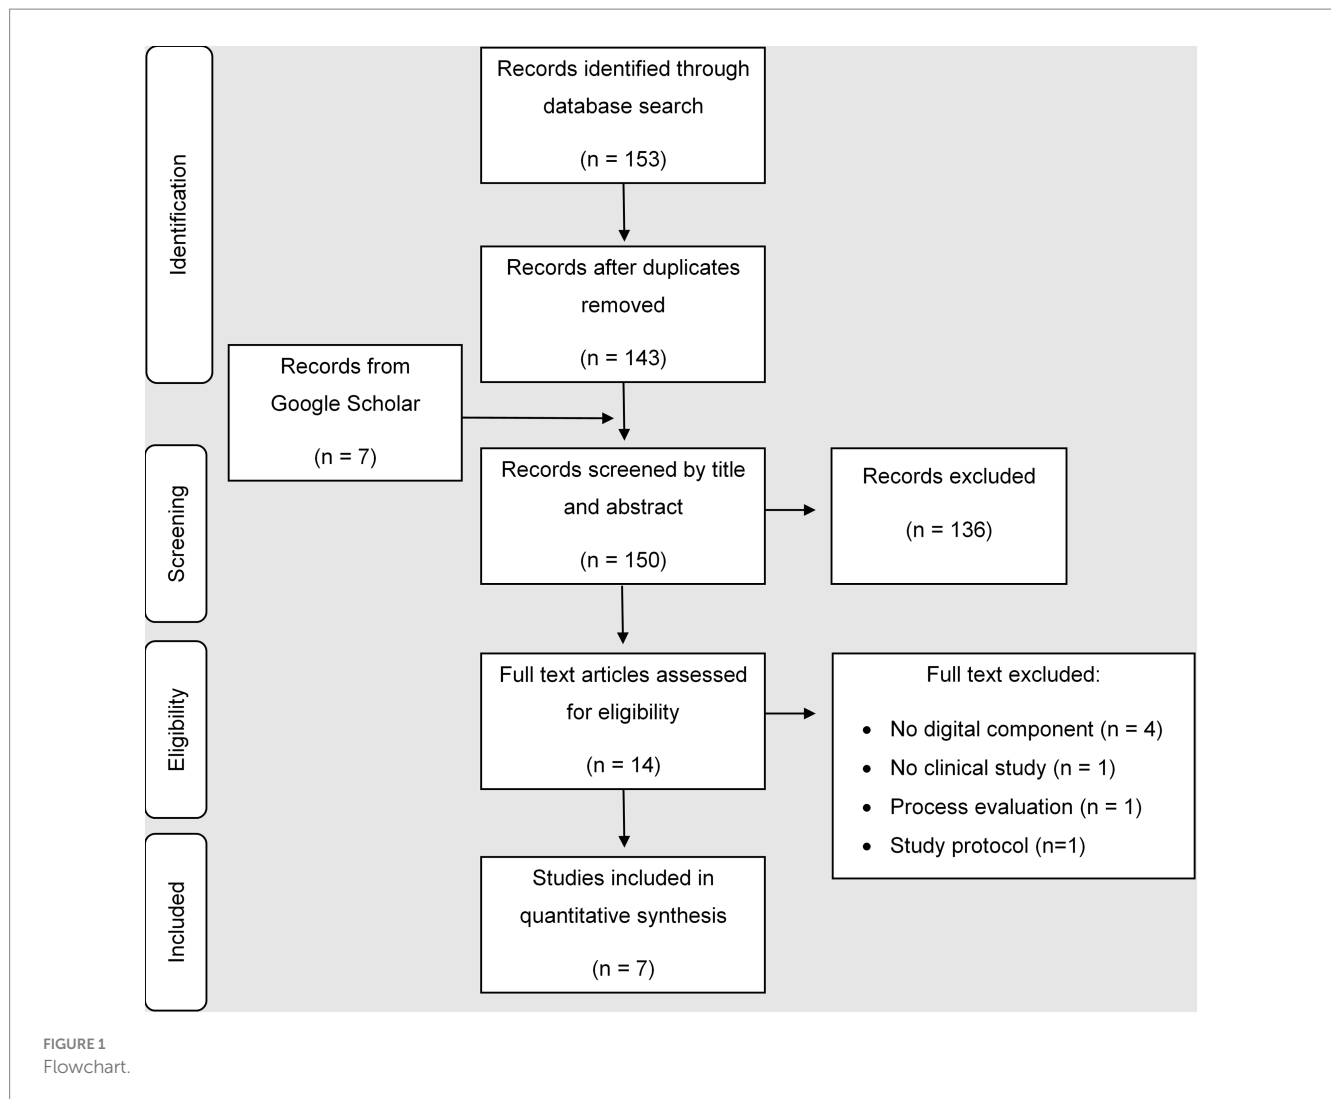 Identification
Records identified through
database search
(n = 153)
Records after duplicates
removed
(n = 143)
Records from
Google Scholar
(n = 7)
Screening
Records screened by title
and abstract
(n = 150)
Records excluded
(n = 136)
Eligibility
Full text articles assessed
for eligibility
(n = 14)
Full text excluded:
• No digital component (n = 4)
• No clinical study (n = 1)
• Process evaluation (n = 1)
• Study protocol (n=1)
Included
Studies included in
quantitative synthesis
(n = 7)
FIGURE 1
Flowchart.